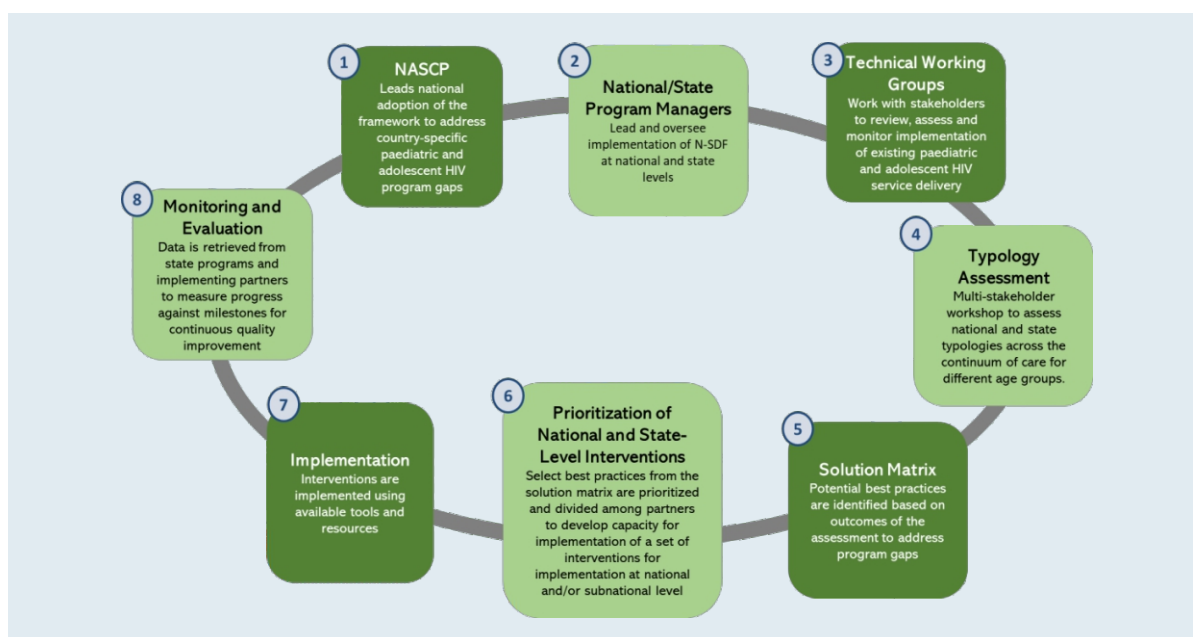 1
NASCP
Leads national
adoption of the
framework to address
country-specific
paediatric and
adolescent HIV
program gaps
2
National/State
Program Managers
Lead and oversee
implementation of N-SDF
at national and state
levels
3
Technical Working
Groups
Work with stakeholders
to review, assess and
monitor implementation
of existing paediatric
and adolescent HIV
service delivery
4
Typology
Assessment
Multi-stakeholder
workshop to assess
national and state
typologies across the
continuum of care for
different age groups.
5
Solution Matrix
Potential best practices
are identified based on
outcomes of the
assessment to address
program gaps
6
Prioritization of
National and State-
Level Interventions
Select best practices from the
solution matrix are prioritized
and divided among partners
to develop capacity for
implementation of a set of
interventions for
implementation at national
and/or subnational level
7
Implementation
Interventions are
implemented using
available tools and
resources
8
Monitoring and
Evaluation
Data is retrieved from
state programs and
implementing partners
to measure progress
against milestones for
continuous quality
improvement